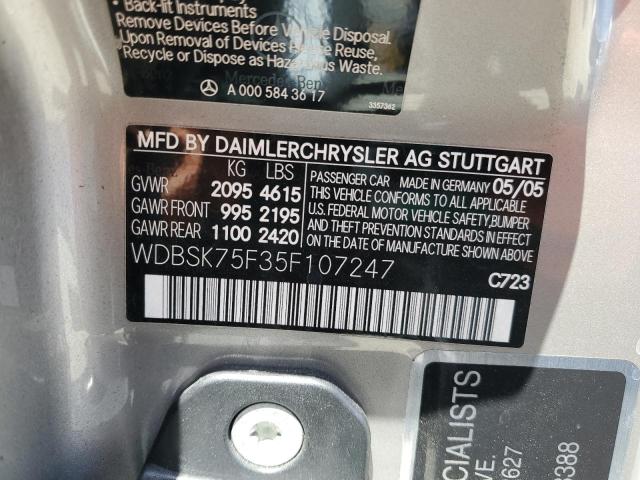 • Back-lit Instruments
Remove Devices Before Vehicle Disposal.
Upon Removal of Devices Before Reuse,
Recycle or Dispose as Hazardous Waste.
A 000 584 36 17
3357362
MFD BY DAIMLERCHRYSLER AG STUTTGART
KG LBS
GVWR 2095 4615
GAWR FRONT 995 2195
GAWR REAR 1100 2420
PASSENGER CAR MADE IN GERMANY 05/05
THIS VEHICLE CONFORMS TO ALL APPLICABLE
U.S. FEDERAL MOTOR VEHICLE SAFETY, BUMPER
AND THEFT PREVENTION STANDARDS IN EFFECT
ON THE DATE OF MANUFACTURE SHOWN ABOVE
WDBSK75F35F107247
C723
CIALISTS
VE.
627
3388